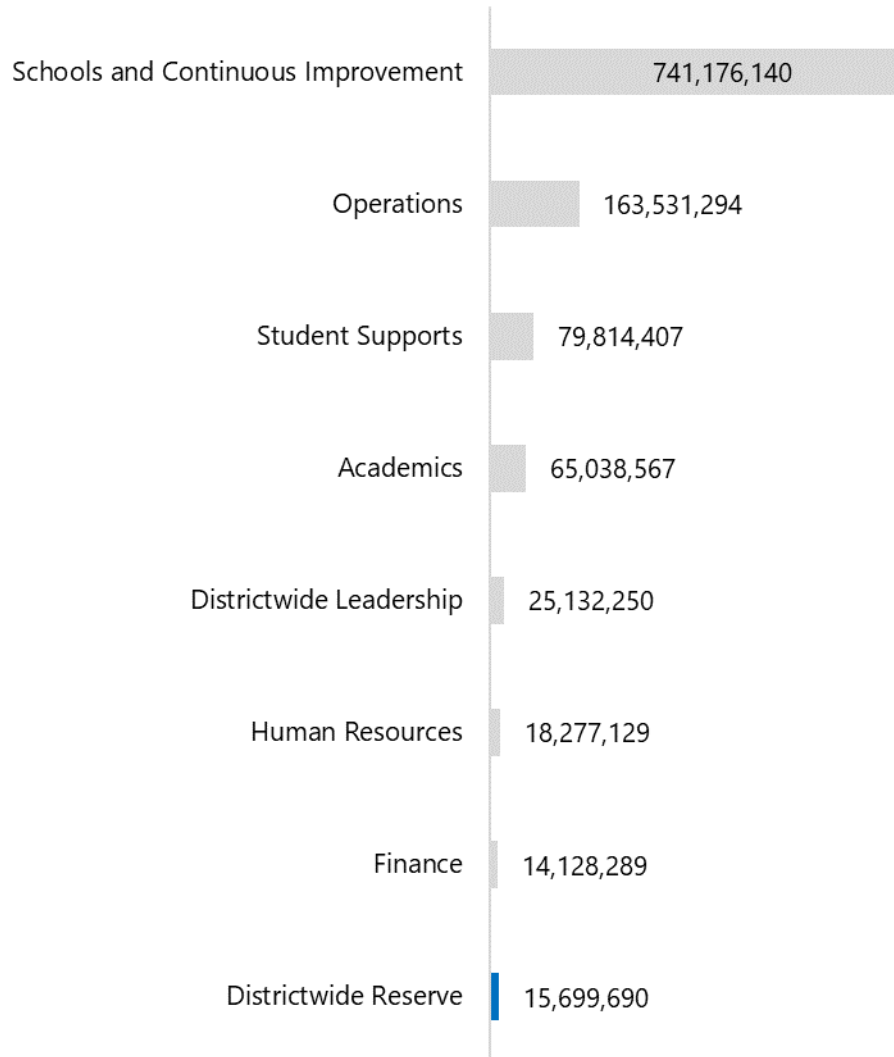 Schools and Continuous Improvement 741,176,140
Operations 163,531,294
Student Supports 79,814,407
Academics 65,038,567
Districtwide Leadership 25,132,250
Human Resources 18,277,129
Finance 14,128,289
Districtwide Reserve 15,699,690